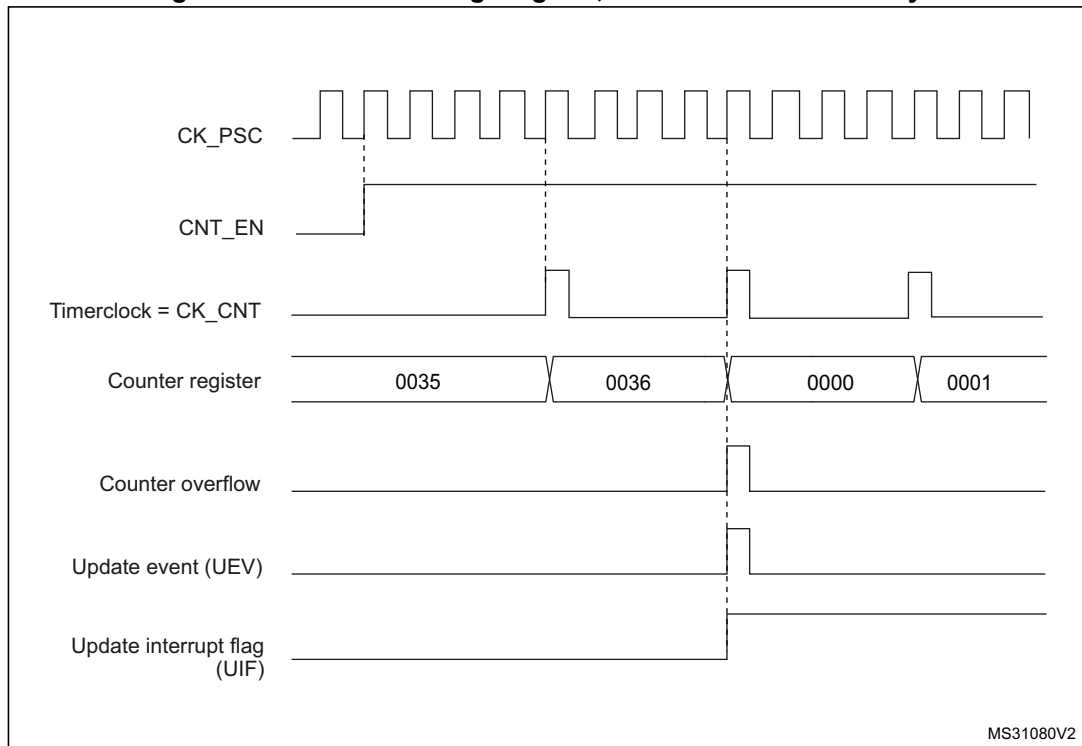 CK_PSC
CNT_EN
Timerclock = CK_CNT
Counter register
0035
0036
0000
0001
Counter overflow
Update event (UEV)
Update interrupt flag
(UIF)
MS31080V2